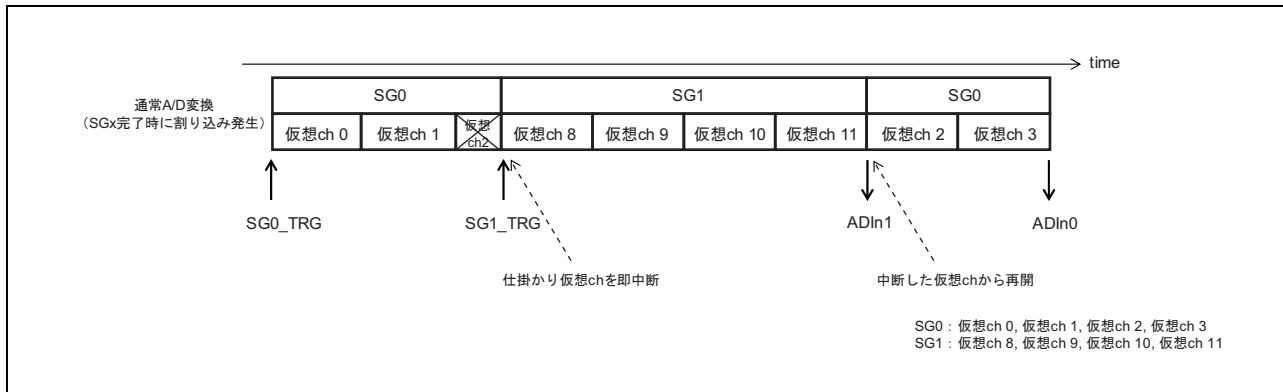 time
通常A/D変換
（SGx完了時に割り込み発生）
SG0 SG1 SG0
仮想ch 0 仮想ch 1 仮想ch2 仮想ch 8 仮想ch 9 仮想ch 10 仮想ch 11 仮想ch 2 仮想ch 3
SG0_TRG SG1_TRG ADIn1 ADIn0
仕掛かり仮想chを即中断 中断した仮想chから再開
SG0：仮想ch 0, 仮想ch 1, 仮想ch 2, 仮想ch 3
SG1：仮想ch 8, 仮想ch 9, 仮想ch 10, 仮想ch 11